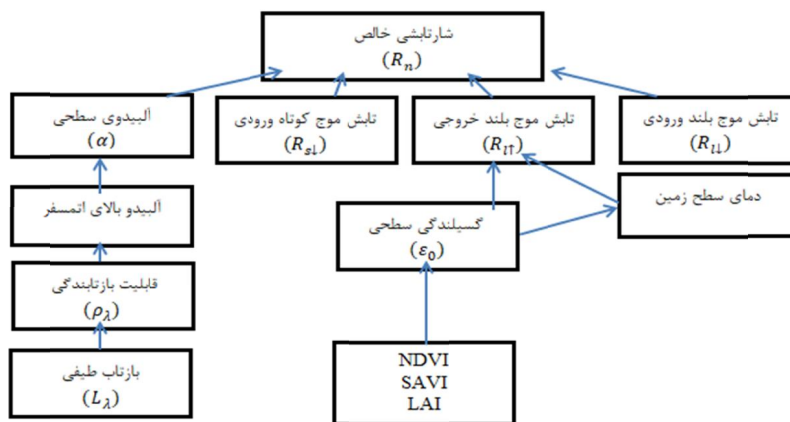 شارتابشی خالص
(Rₙ)
آلبیدوی سطحی
(α)
تابش موج کوتاه ورودی
(Rₛ↓)
تابش موج بلند خروجی
(Rₗ↑)
تابش موج بلند ورودی
(Rₗ↓)
آلبیدو بالای اتمسفر
گسیلندگی سطحی
(ε₀)
دمای سطح زمین
قابلیت بازتابندگی
(ρλ)
بازتاب طیفی
(Lλ)
NDVI
SAVI
LAI